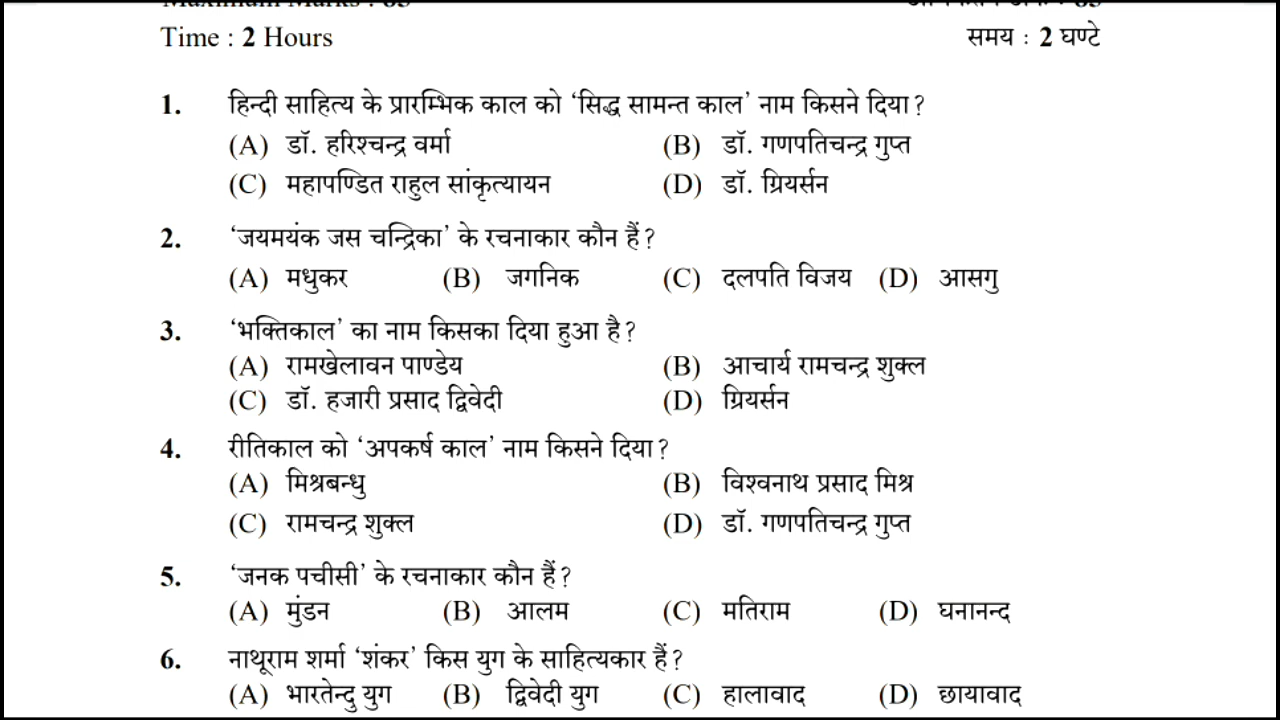 Time : 2 Hours समय : 2 घण्टे
1. हिन्दी साहित्य के प्रारम्भिक काल को ‘सिद्ध सामन्त काल’ नाम किसने दिया?
(A) डॉ. हरिश्चन्द्र वर्मा (B) डॉ. गणपतिचन्द्र गुप्त
(C) महापण्डित राहुल सांकृत्यायन (D) डॉ. ग्रियर्सन
2. ‘जयमयंक जस चन्द्रिका’ के रचनाकार कौन हैं?
(A) मधुकर (B) जगनिक (C) दलपति विजय (D) आसगु
3. ‘भक्तिकाल’ का नाम किसका दिया हुआ है?
(A) रामखेलावन पाण्डेय (B) आचार्य रामचन्द्र शुक्ल
(C) डॉ. हजारी प्रसाद द्विवेदी (D) ग्रियर्सन
4. रीतिकाल को ‘अपकर्ष काल’ नाम किसने दिया?
(A) मिश्रबन्धु (B) विश्वनाथ प्रसाद मिश्र
(C) रामचन्द्र शुक्ल (D) डॉ. गणपतिचन्द्र गुप्त
5. ‘जनक पचीसी’ के रचनाकार कौन हैं?
(A) मुंडन (B) आलम (C) मतिराम (D) घनानन्द
6. नाथूराम शर्मा ‘शंकर’ किस युग के साहित्यकार हैं?
(A) भारतेन्दु युग (B) द्विवेदी युग (C) हालावाद (D) छायावाद